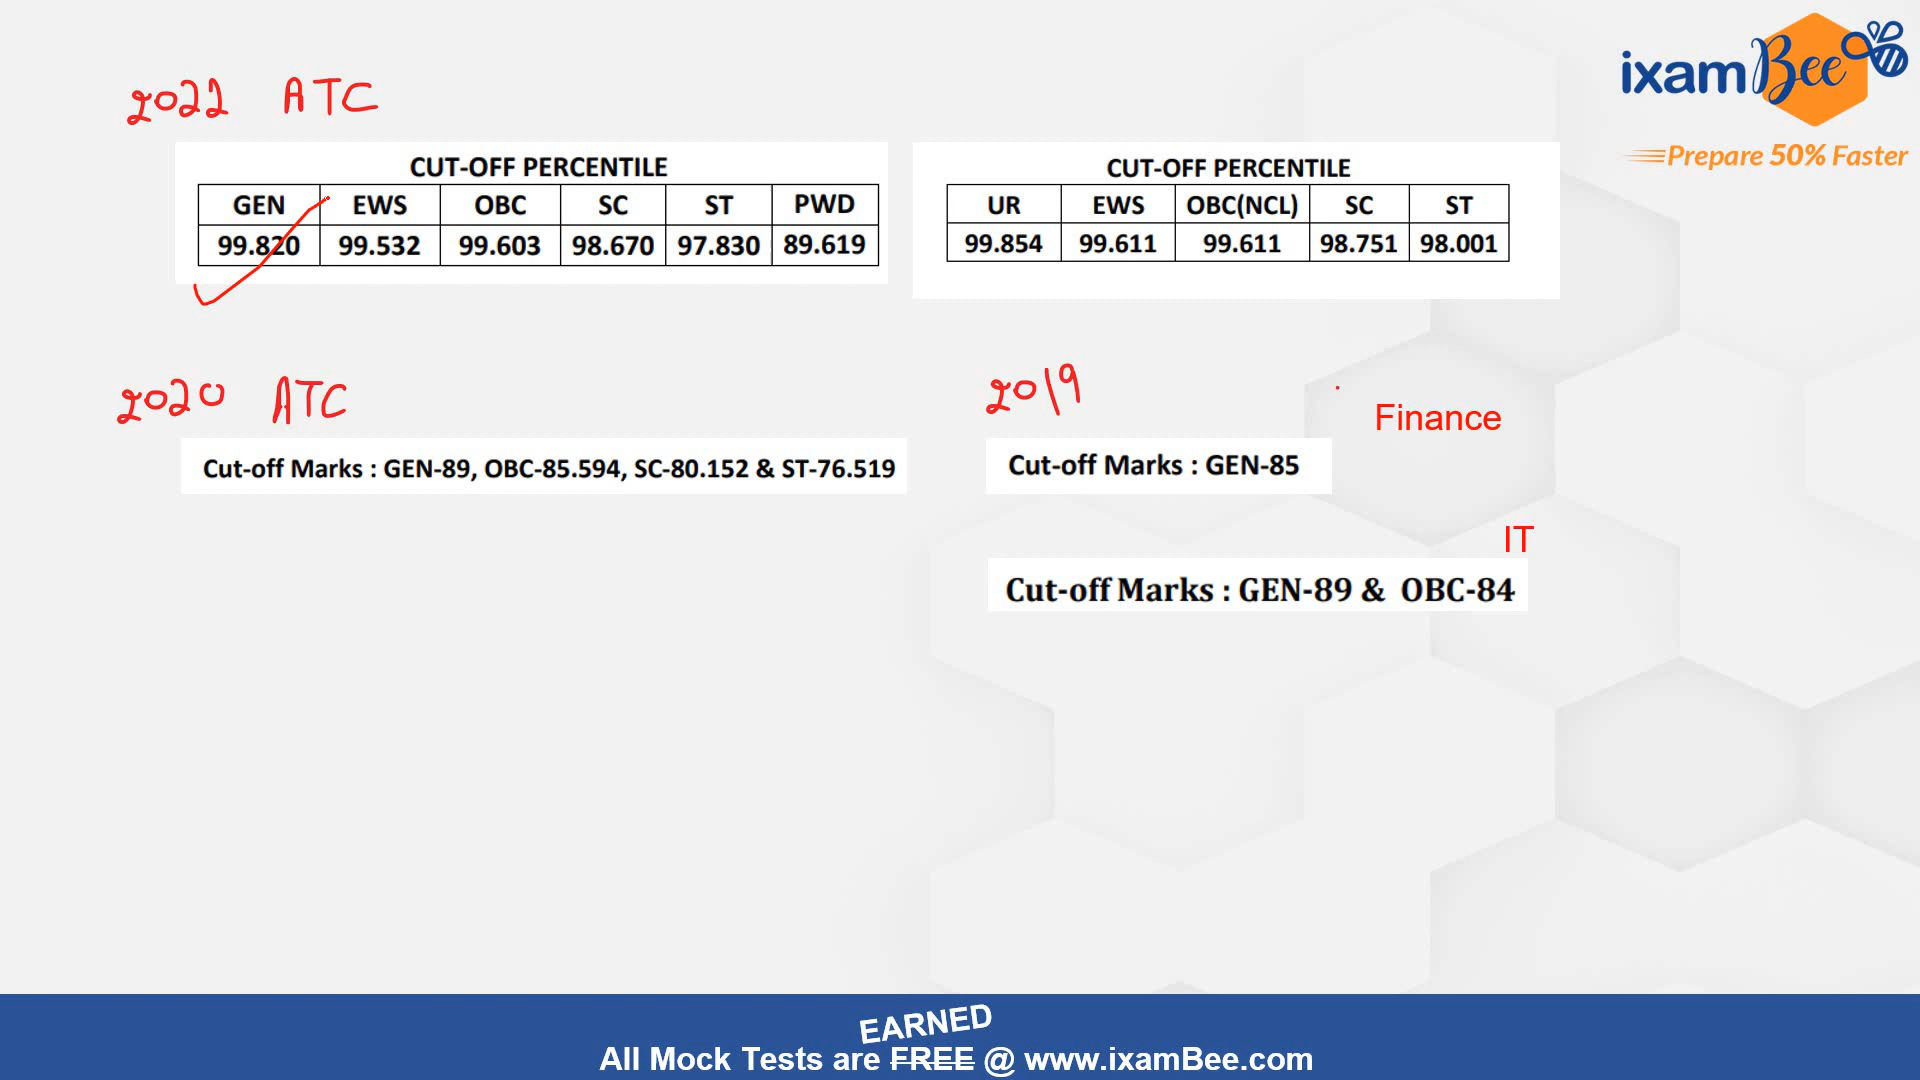 ixamBee
Prepare 50% Faster
2022 ATC
CUT-OFF PERCENTILE
GEN EWS OBC SC ST PWD
99.820 99.532 99.603 98.670 97.830 89.619
CUT-OFF PERCENTILE
UR EWS OBC(NCL) SC ST
99.854 99.611 99.611 98.751 98.001
2020 ATC
Cut-off Marks : GEN-89, OBC-85.594, SC-80.152 & ST-76.519
2019
Finance
Cut-off Marks : GEN-85
IT
Cut-off Marks : GEN-89 & OBC-84
EARNED
All Mock Tests are FREE @ www.ixamBee.com